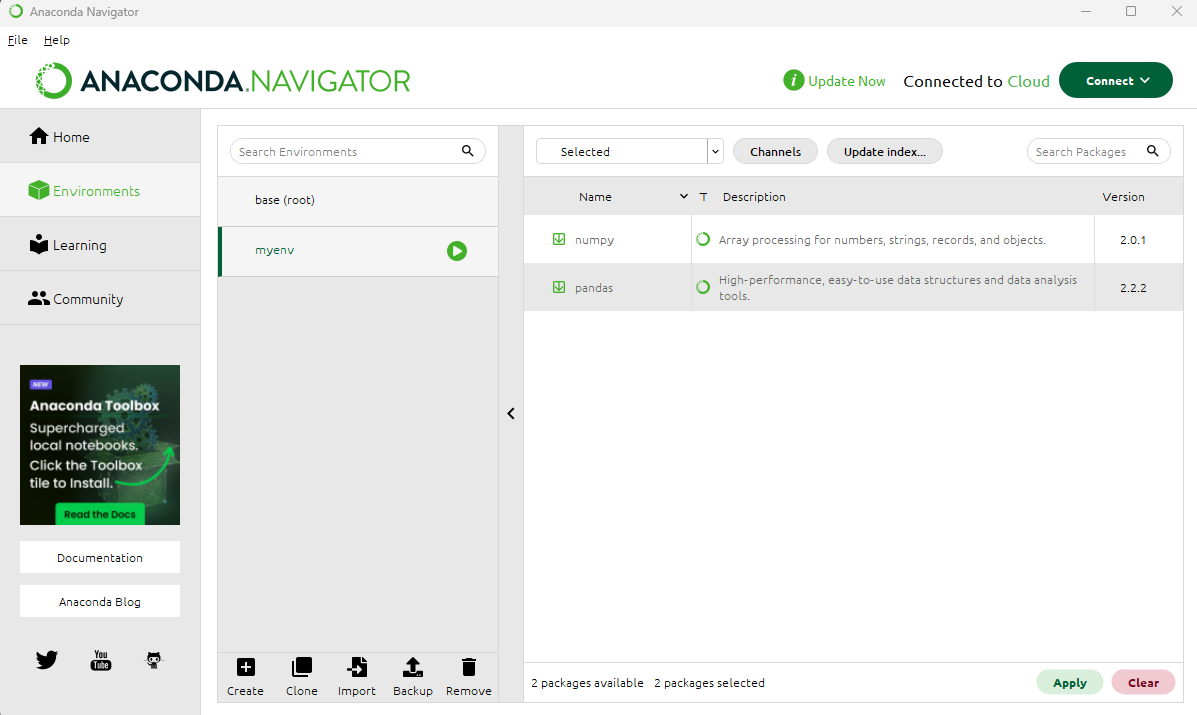 Anaconda Navigator
File Help
ANACONDA.NAVIGATOR
i Update Now Connected to Cloud Connect
Home
Environments
Learning
Community
NEW
Anaconda Toolbox
Supercharged
local notebooks.
Click the Toolbox
tile to Install.
Read the Docs
Documentation
Anaconda Blog
You
Tube
Search Environments
base (root)
myenv
Create Clone Import Backup Remove
Selected Channels Update index... Search Packages
Name T Description Version
numpy Array processing for numbers, strings, records, and objects. 2.0.1
pandas High-performance, easy-to-use data structures and data analysis
tools. 2.2.2
2 packages available 2 packages selected Apply Clear